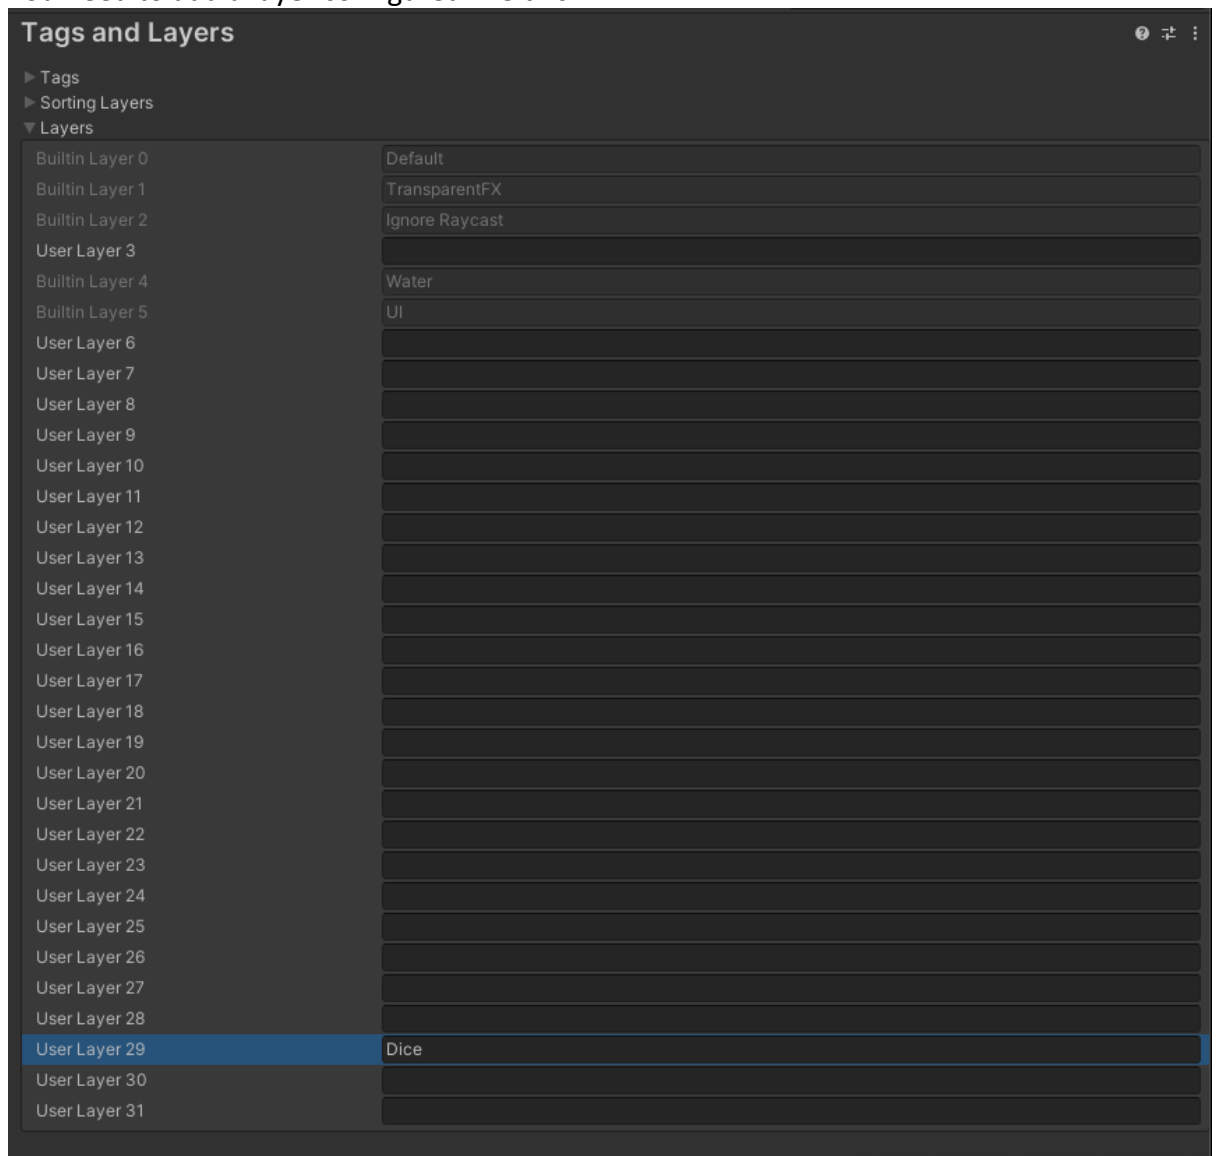 Tags and Layers
Tags
Sorting Layers
Layers
Builtin Layer 0 Default
Builtin Layer 1 TransparentFX
Builtin Layer 2 Ignore Raycast
User Layer 3
Builtin Layer 4 Water
Builtin Layer 5 UI
User Layer 6
User Layer 7
User Layer 8
User Layer 9
User Layer 10
User Layer 11
User Layer 12
User Layer 13
User Layer 14
User Layer 15
User Layer 16
User Layer 17
User Layer 18
User Layer 19
User Layer 20
User Layer 21
User Layer 22
User Layer 23
User Layer 24
User Layer 25
User Layer 26
User Layer 27
User Layer 28
User Layer 29 Dice
User Layer 30
User Layer 31